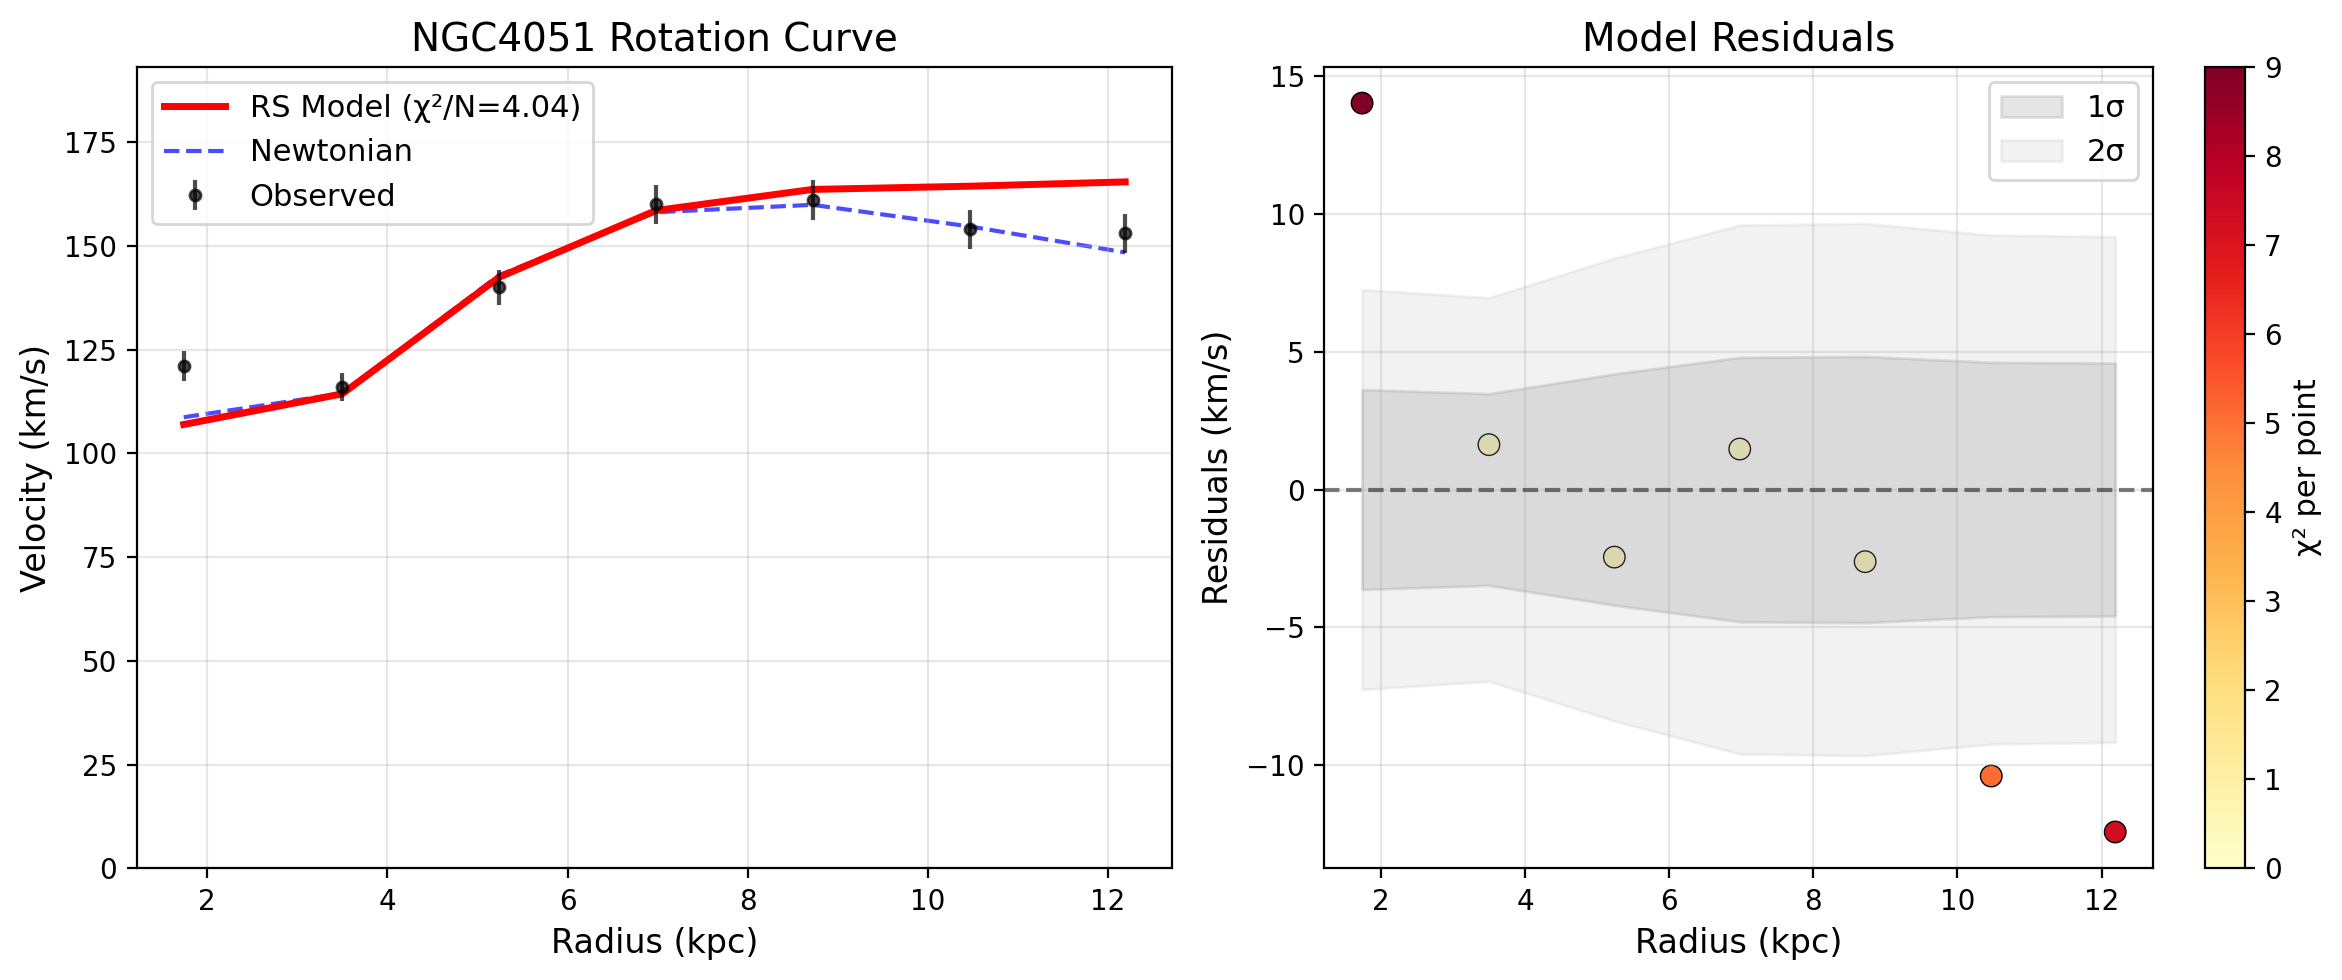 NGC4051 Rotation Curve
RS Model (χ²/N=4.04)
Newtonian
Observed
175
150
125
100
75
50
25
0
Velocity (km/s)
2 4 6 8 10 12
Radius (kpc)
Model Residuals
1σ
2σ
15
10
5
0
−5
−10
Residuals (km/s)
2 4 6 8 10 12
Radius (kpc)
9
8
7
6
5
4
3
2
1
0
χ² per point